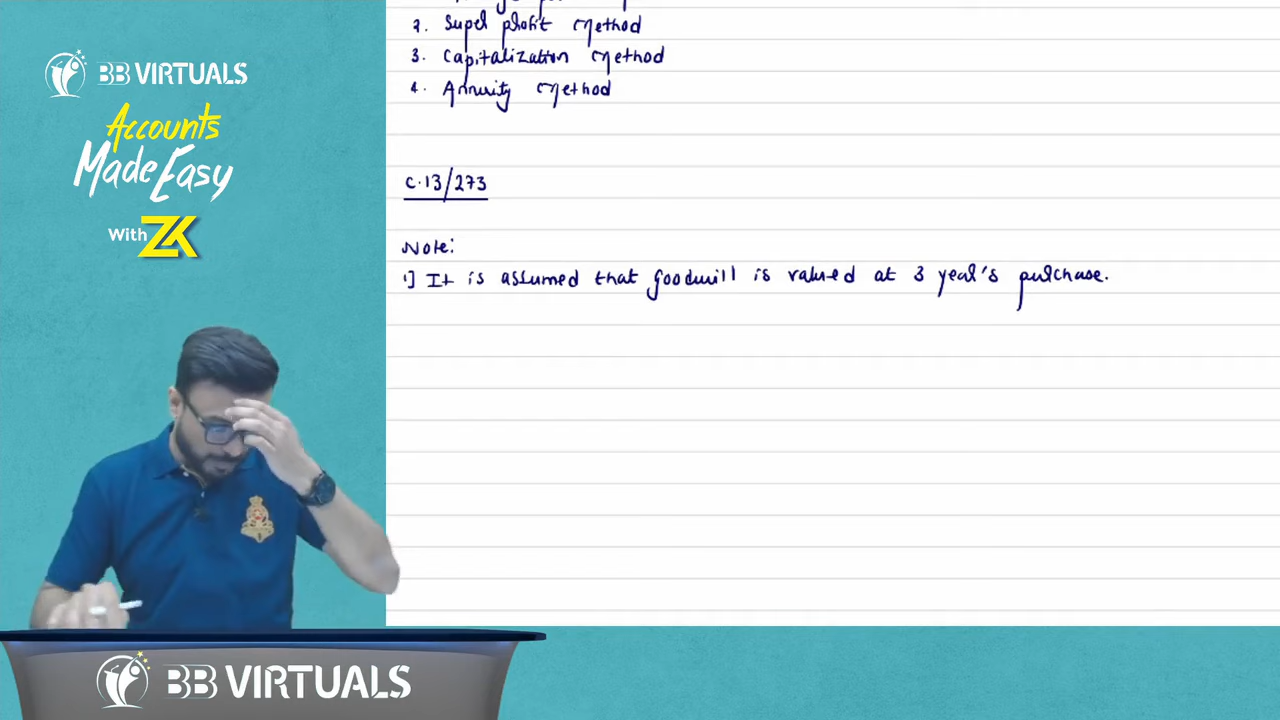 2. Super profit method
3. Capitalization method
4. Annuity method
BB VIRTUALS
Accounts
Made Easy
With ZK
C.13/273
Note:
1] It is assumed that goodwill is valued at 3 year's purchase.
BB VIRTUALS